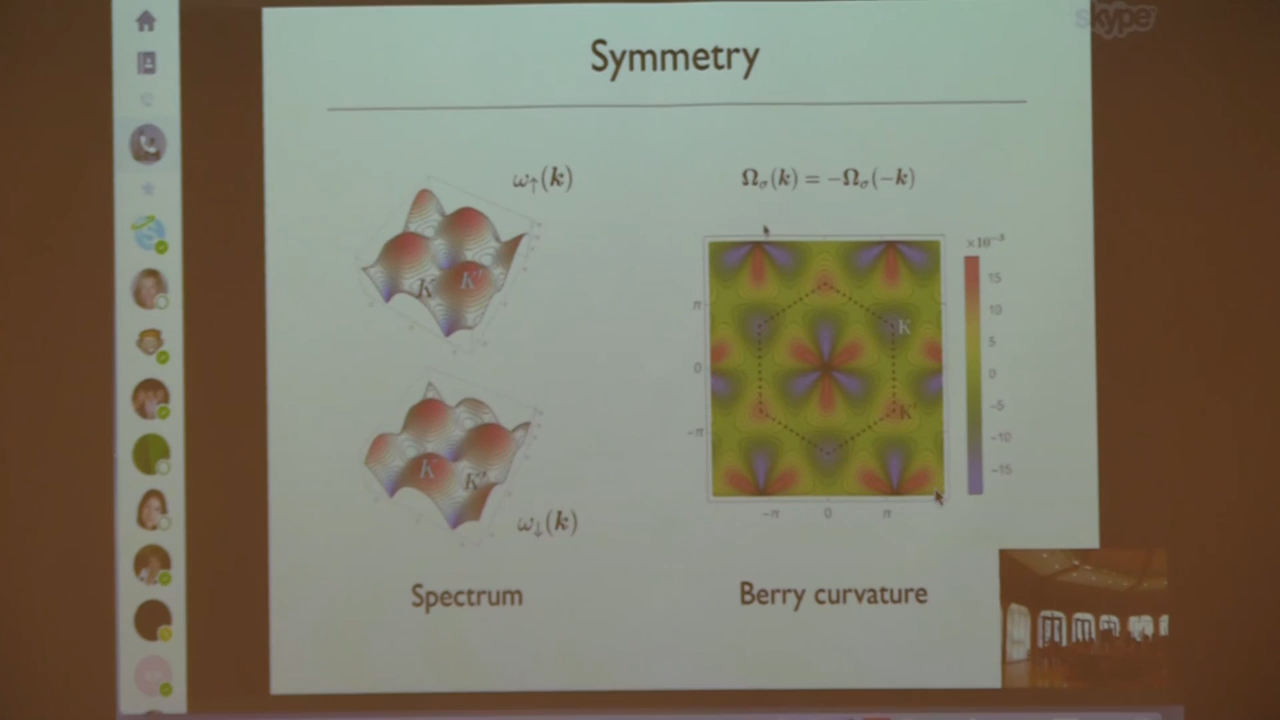 skype
Symmetry
ω↑(k)
Ωσ(k) = −Ωσ(−k)
K
K'
×10⁻³
15
10
5
0
−5
−10
−15
π
0
−π
K
K'
−π
0
π
K
K'
ω↓(k)
Spectrum
Berry curvature